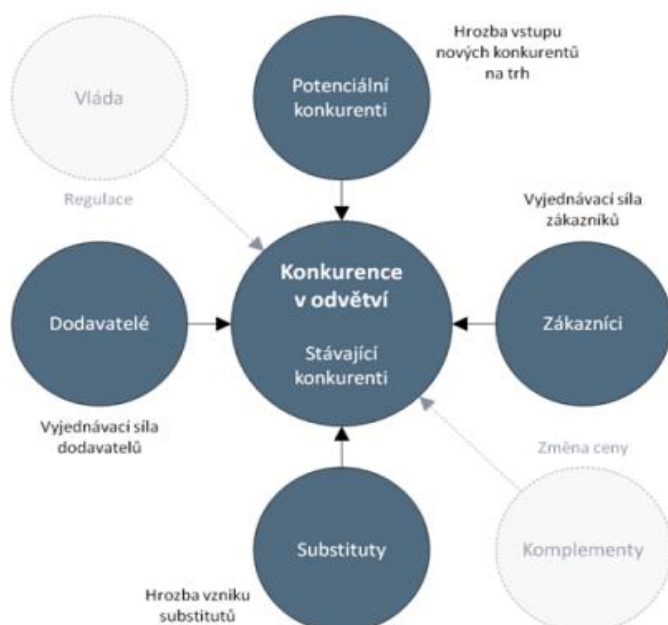 Hrozba vstupu
nových konkurentů
na trh
Potenciální
konkurenti
Vláda
Regulace
Vyjednávací síla
zákazníků
Konkurence
v odvětví
Stávající
konkurenti
Dodavatelé
Zákazníci
Vyjednávací síla
dodavatelů
Změna ceny
Substituty
Komplementy
Hrozba vzniku
substitutů